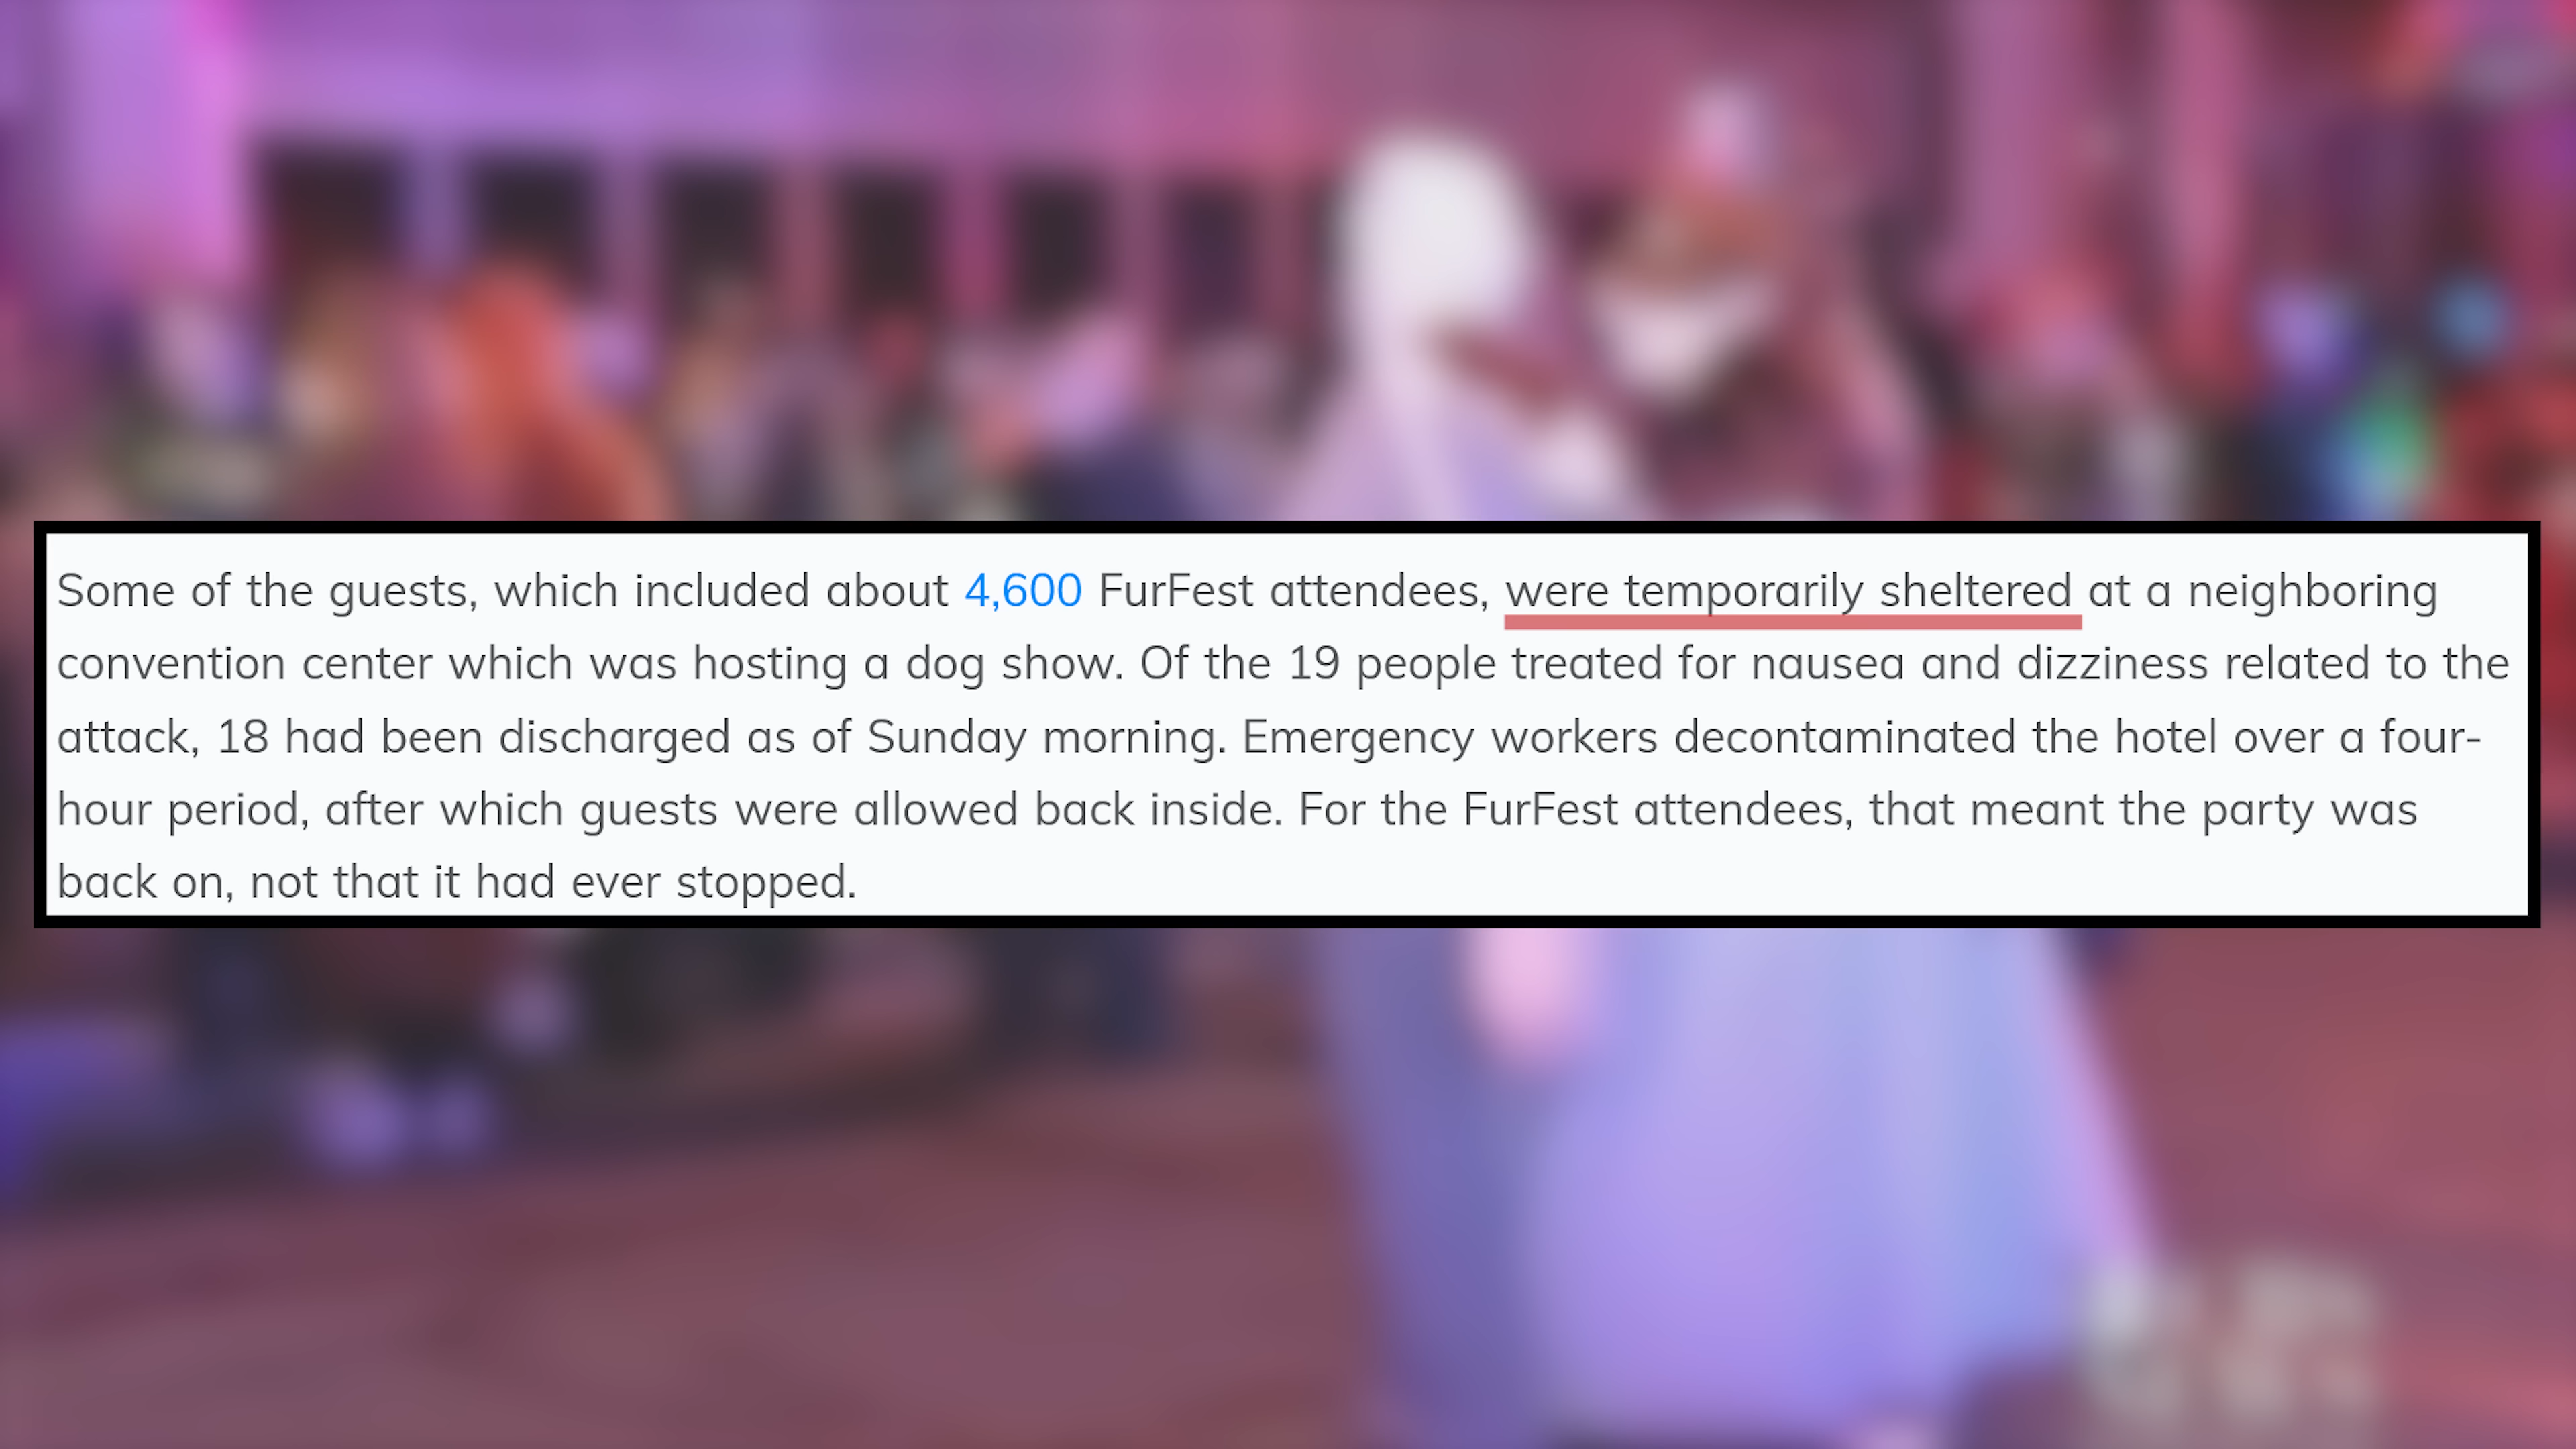 Some of the guests, which included about 4,600 FurFest attendees, were temporarily sheltered at a neighboring
convention center which was hosting a dog show. Of the 19 people treated for nausea and dizziness related to the
attack, 18 had been discharged as of Sunday morning. Emergency workers decontaminated the hotel over a four-
hour period, after which guests were allowed back inside. For the FurFest attendees, that meant the party was
back on, not that it had ever stopped.